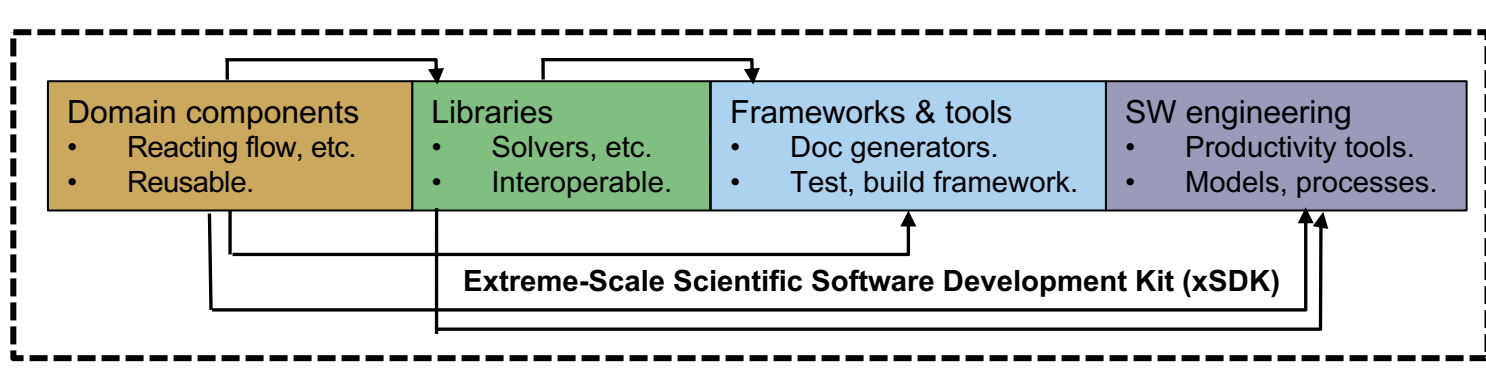 Domain components
• Reacting flow, etc.
• Reusable.
Libraries
• Solvers, etc.
• Interoperable.
Frameworks & tools
• Doc generators.
• Test, build framework.
SW engineering
• Productivity tools.
• Models, processes.
Extreme-Scale Scientific Software Development Kit (xSDK)